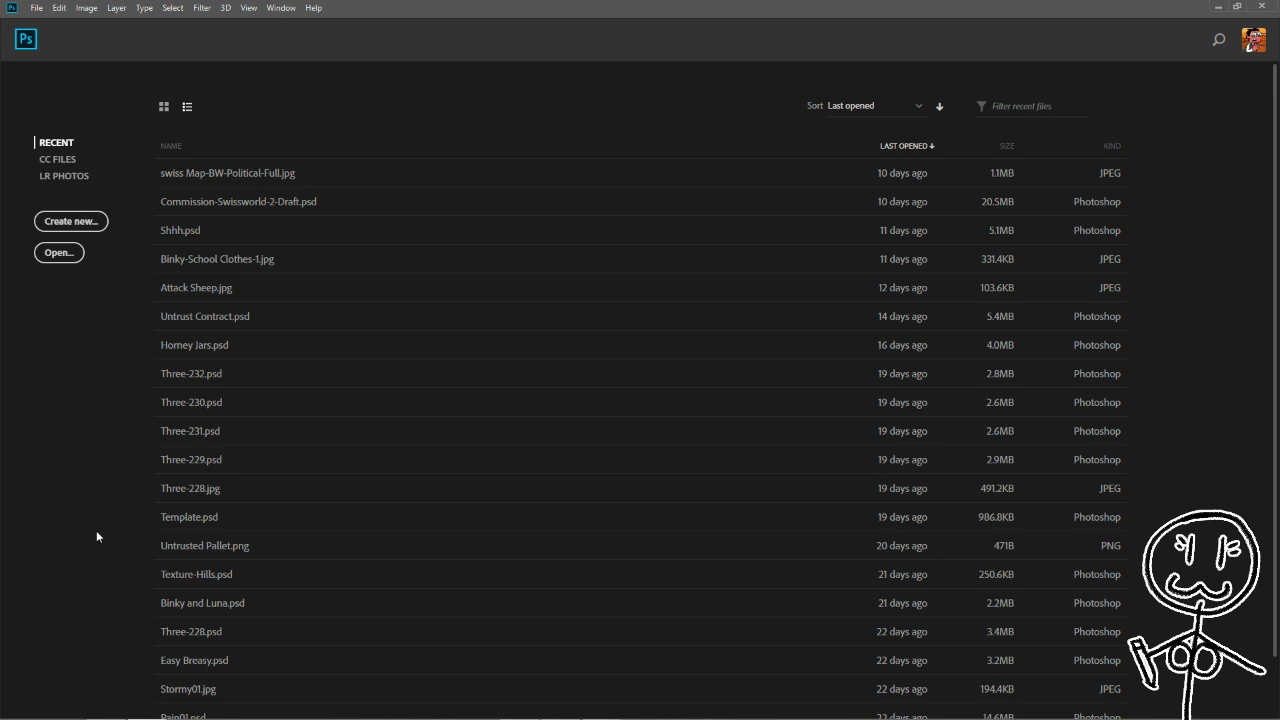 Ps File Edit Image Layer Type Select Filter 3D View Window Help
Ps
Sort Last opened Filter recent files
RECENT
CC FILES
LR PHOTOS
Create new...
Open...
NAME LAST OPENED SIZE KIND
swiss Map-BW-Political-Full.jpg 10 days ago 1.1MB JPEG
Commission-Swissworld-2-Draft.psd 10 days ago 20.5MB Photoshop
Shhh.psd 11 days ago 5.1MB Photoshop
Binky-School Clothes-1.jpg 11 days ago 331.4KB JPEG
Attack Sheep.jpg 12 days ago 103.6KB JPEG
Untrust Contract.psd 14 days ago 5.4MB Photoshop
Horney Jars.psd 16 days ago 4.0MB Photoshop
Three-232.psd 19 days ago 2.8MB Photoshop
Three-230.psd 19 days ago 2.6MB Photoshop
Three-231.psd 19 days ago 2.6MB Photoshop
Three-229.psd 19 days ago 2.9MB Photoshop
Three-228.jpg 19 days ago 491.2KB JPEG
Template.psd 19 days ago 986.8KB Photoshop
Untrusted Pallet.png 20 days ago 471B PNG
Texture-Hills.psd 21 days ago 250.6KB Photoshop
Binky and Luna.psd 21 days ago 2.2MB Photoshop
Three-228.psd 22 days ago 3.4MB Photoshop
Easy Breasy.psd 22 days ago 3.2MB Photoshop
Stormy01.jpg 22 days ago 194.4KB JPEG
Rain01.psd 22 days ago 14.6MB Photoshop